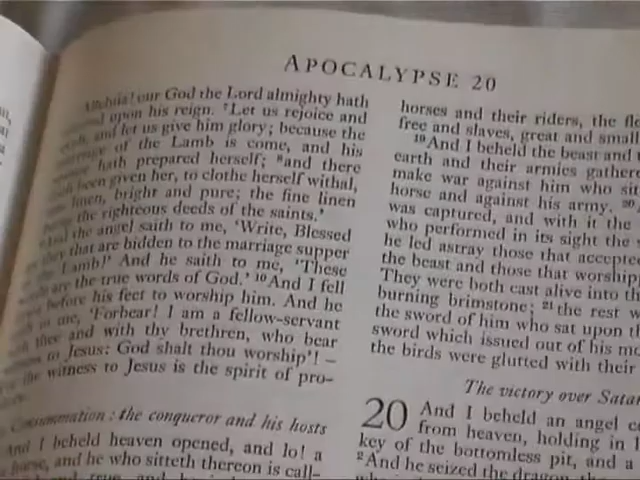 APOCALYPSE 20
Alleluia! our God the Lord almighty hath
upon his reign. ⁷Let us rejoice and
and let us give him glory; because the
of the Lamb is come, and his
hath prepared herself; ⁸and there
been given her, to clothe herself withal,
linen, bright and pure; the fine linen
the righteous deeds of the saints.'
the angel saith to me, 'Write, Blessed
they that are hidden to the marriage supper
Lamb!' And he saith to me, 'These
are the true words of God.' ¹⁰And I fell
before his feet to worship him. And he
to me, 'Forbear! I am a fellow-servant
thee and with thy brethren, who bear
to Jesus: God shalt thou worship'! –
the witness to Jesus is the spirit of pro-
Consummation: the conqueror and his hosts
And I beheld heaven opened, and lo! a
horse, and he who sitteth thereon is call-
horses and their riders, the
free and slaves, great and small
¹⁹And I beheld the beast and
earth and their armies
make war against him who
horse and against his army. ²⁰
was captured, and with it the
who performed in its sight the
he led astray those that
the beast and those that
They were both cast alive into
burning brimstone; ²¹the rest
the sword of him who sat upon
sword which issued out of his
the birds were glutted with their
The victory over
20 And I beheld an angel
from heaven, holding in
key of the bottomless pit, and a
²And he seized the dragon, the